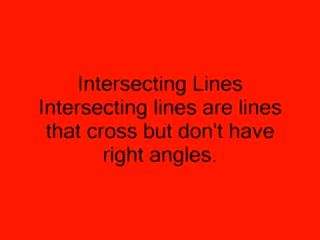 Intersecting Lines
Intersecting lines are lines
that cross but don't have
right angles.